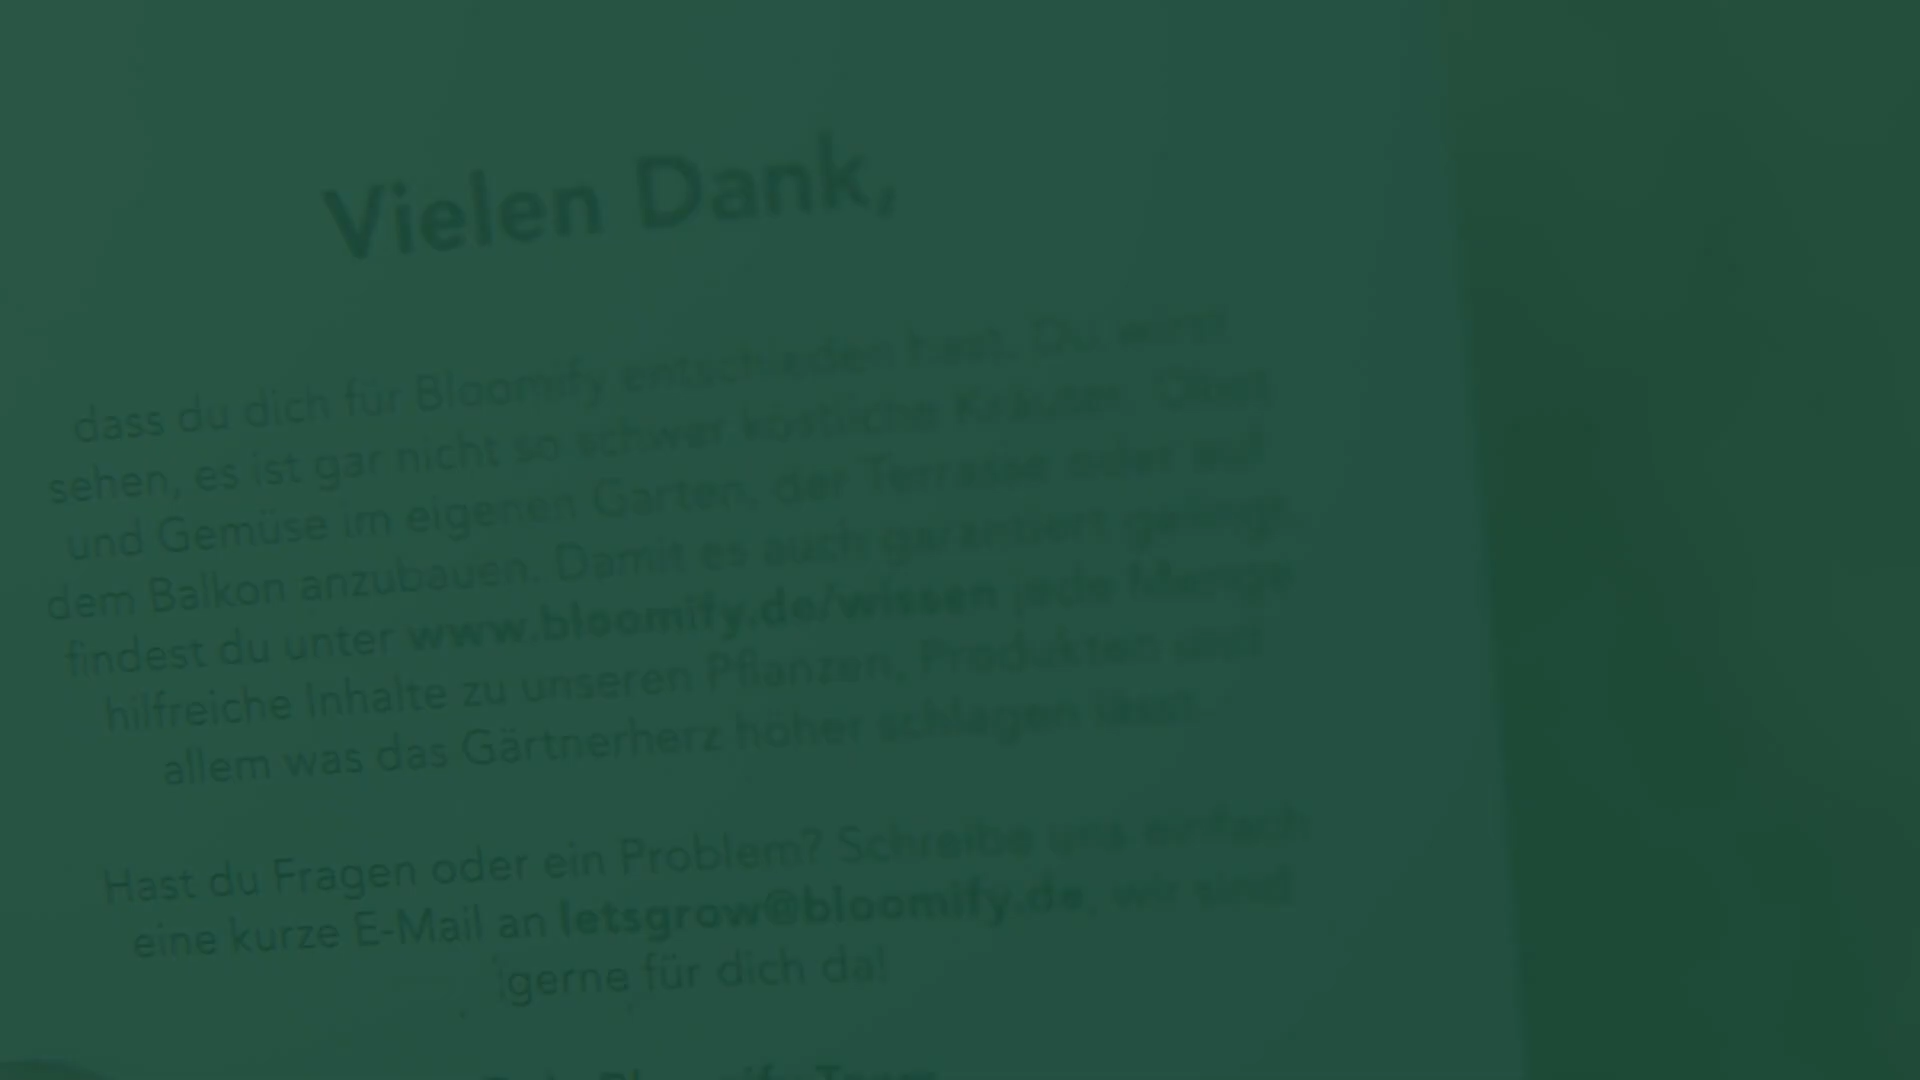 Vielen Dank,
dass du dich für Bloomify entschieden hast. Du wirst
sehen, es ist gar nicht so schwer köstliche Kräuter, Obst
und Gemüse im eigenen Garten, der Terrasse oder auf
dem Balkon anzubauen. Damit es auch garantiert gelingt,
findest du unter www.bloomify.de/wissen jede Menge
hilfreiche Inhalte zu unseren Pflanzen, Produkten und
allem was das Gärtnerherz höher schlagen lässt.
Hast du Fragen oder ein Problem? Schreibe uns einfach
eine kurze E-Mail an letsgrow@bloomify.de, wir sind
gerne für dich da!
Bloomify Team